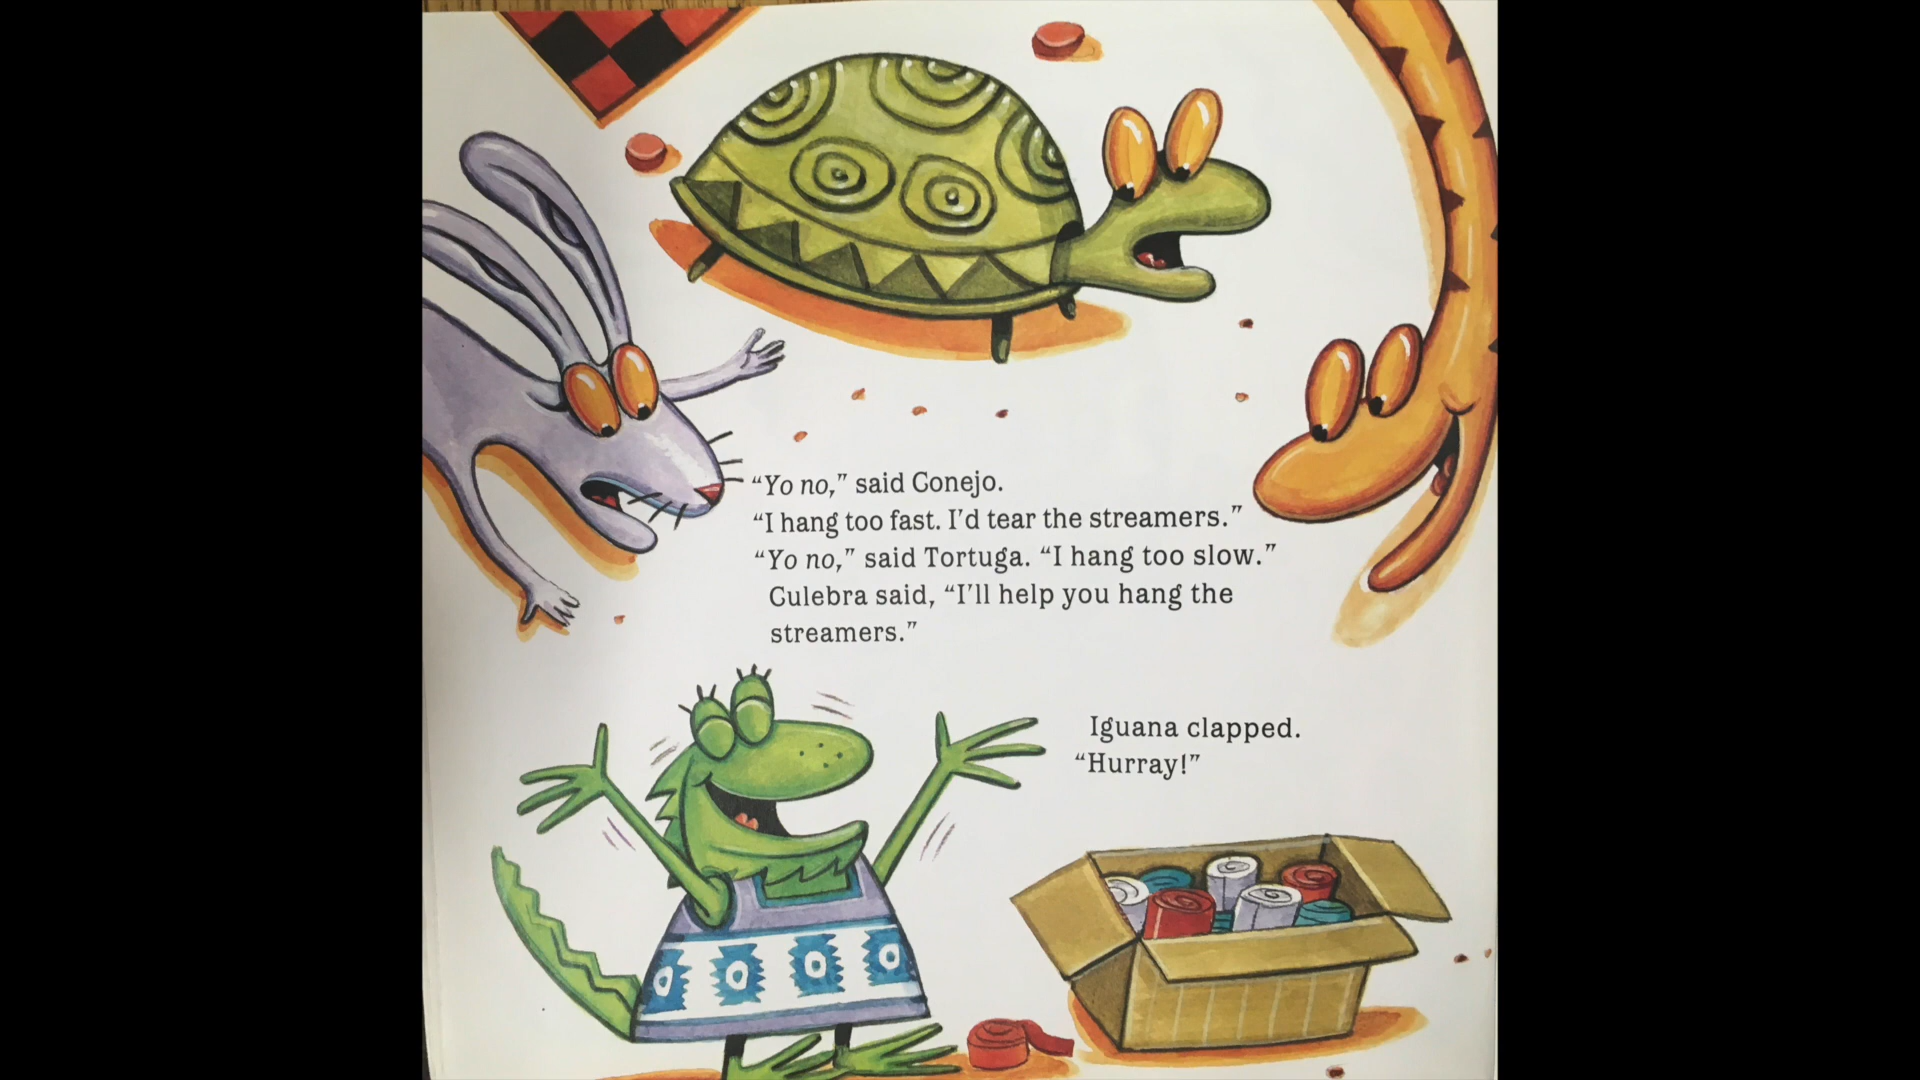 “Yo no,” said Conejo.
“I hang too fast. I’d tear the streamers.”
“Yo no,” said Tortuga. “I hang too slow.”
Culebra said, “I’ll help you hang the
streamers.”
Iguana clapped.
“Hurray!”